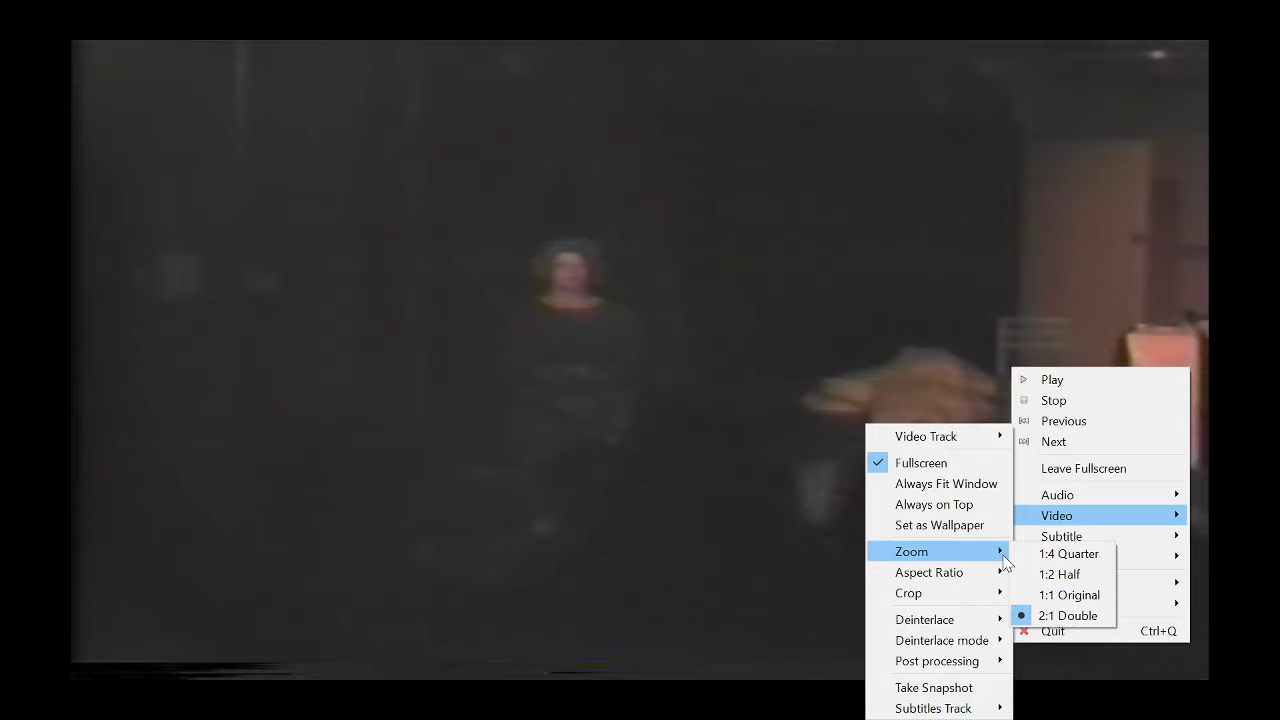 Play
Stop
Previous
Next
Leave Fullscreen
Audio
Video
Subtitle
Quit Ctrl+Q
Video Track
Fullscreen
Always Fit Window
Always on Top
Set as Wallpaper
Zoom
Aspect Ratio
Crop
Deinterlace
Deinterlace mode
Post processing
Take Snapshot
Subtitles Track
1:4 Quarter
1:2 Half
1:1 Original
2:1 Double